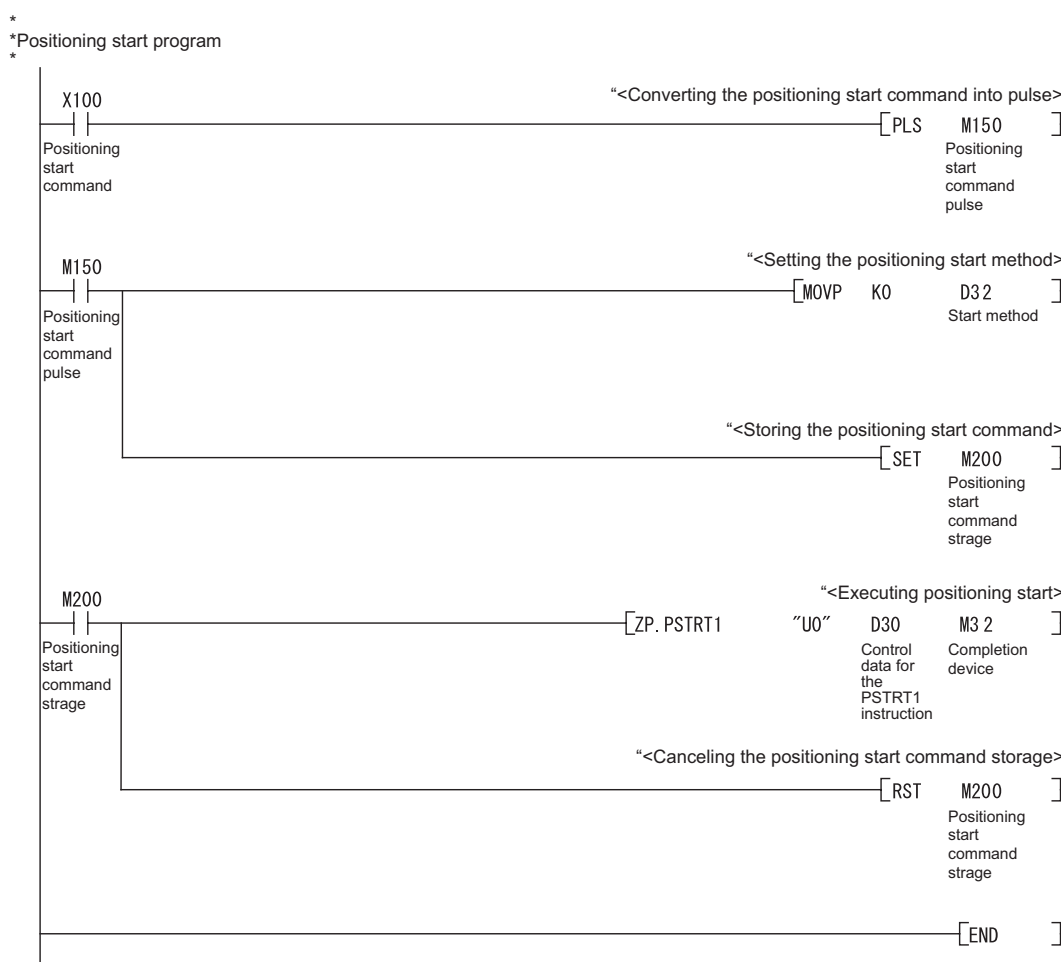 *
*Positioning start program
*
"<Converting the positioning start command into pulse>
X100
PLS M150
Positioning
start
command
Positioning
start
command
pulse
"<Setting the positioning start method>
M150
MOVP K0 D32
Positioning
start
command
pulse
Start method
"<Storing the positioning start command>
SET M200
Positioning
start
command
strage
"<Executing positioning start>
M200
ZP.PSTRT1 "U0" D30 M32
Positioning
start
command
strage
Control
data for
the
PSTRT1
instruction
Completion
device
"<Canceling the positioning start command storage>
RST M200
Positioning
start
command
strage
END